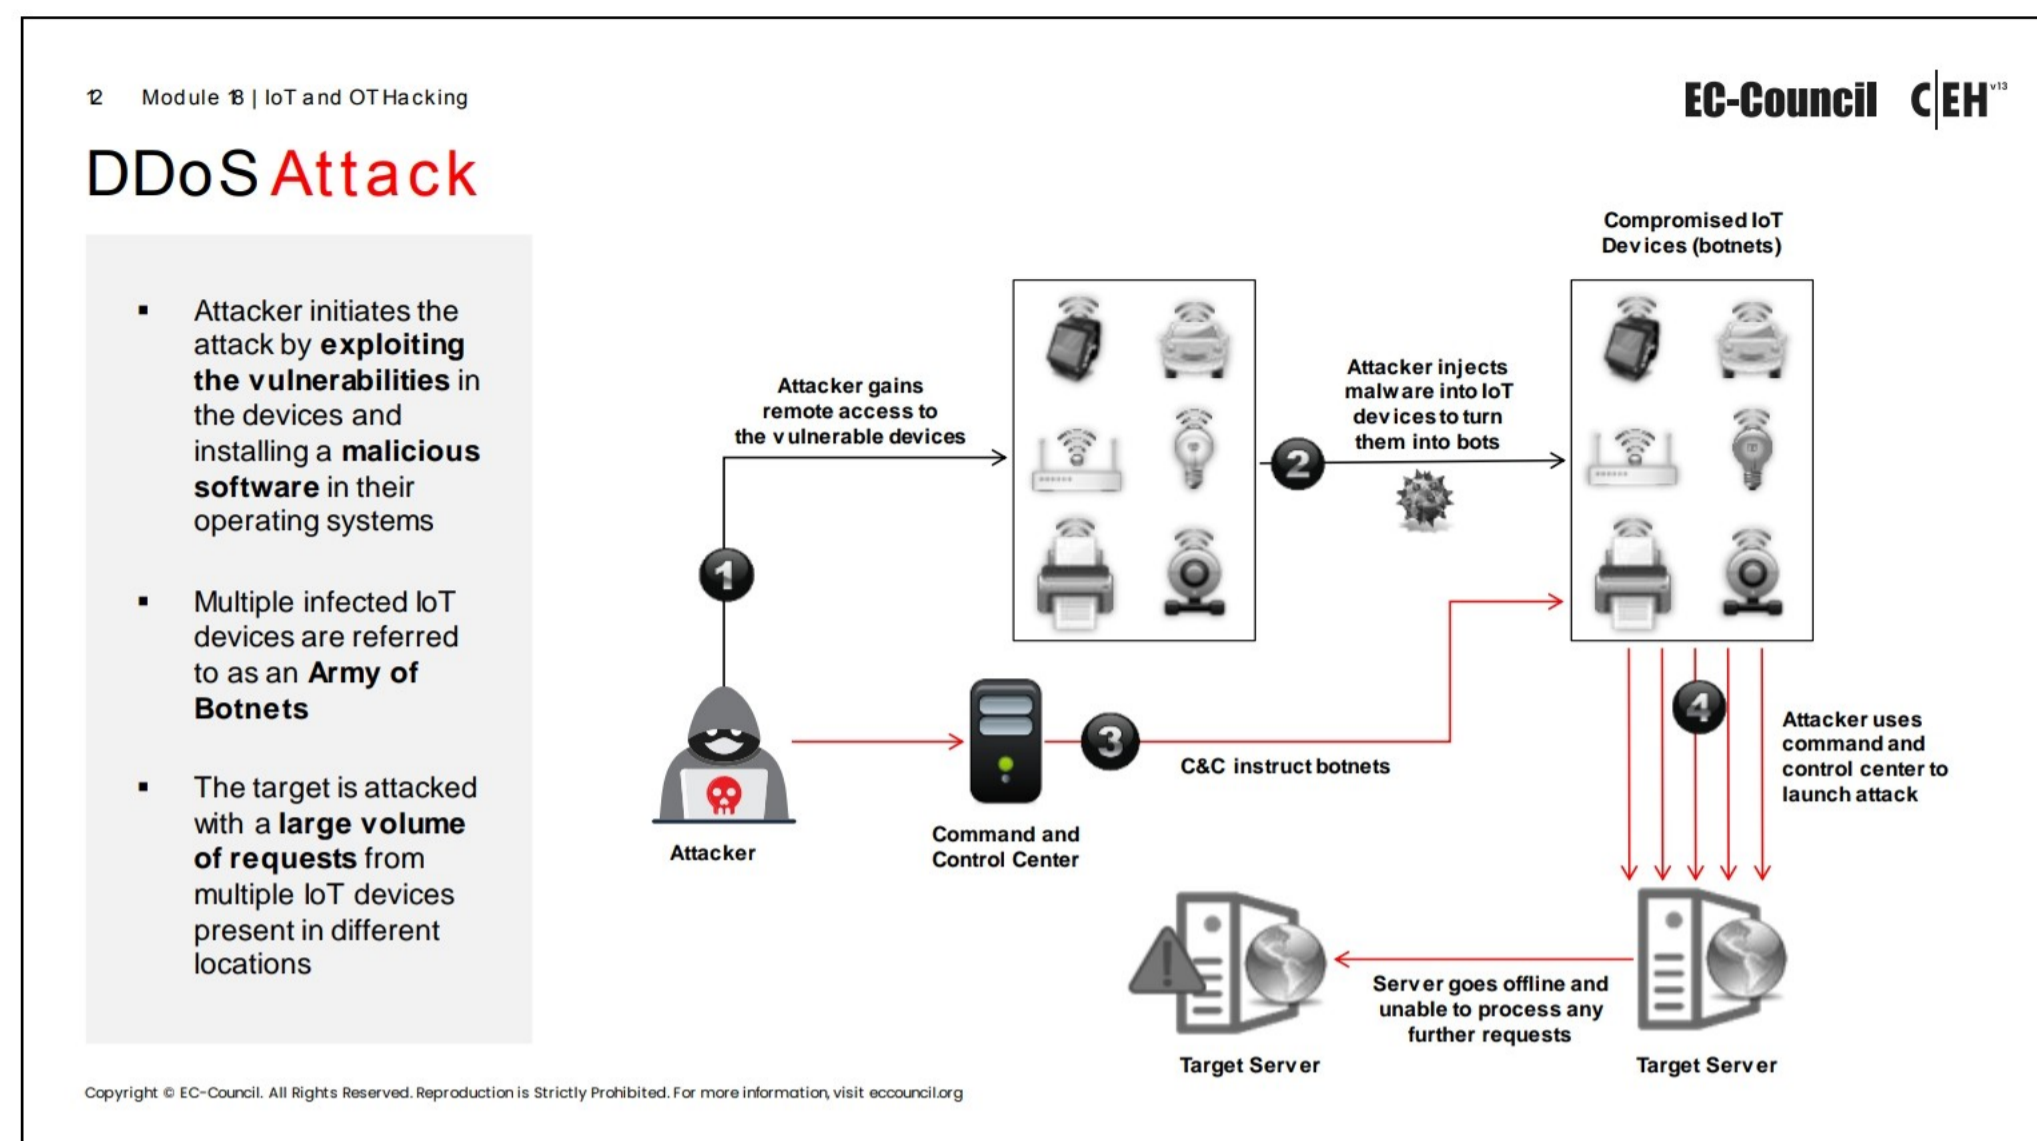 12 Module 18 | IoT and OT Hacking
EC-Council C|EH v13
DDoS Attack
▪ Attacker initiates the
attack by exploiting
the vulnerabilities in
the devices and
installing a malicious
software in their
operating systems
▪ Multiple infected IoT
devices are referred
to as an Army of
Botnets
▪ The target is attacked
with a large volume
of requests from
multiple IoT devices
present in different
locations
Attacker gains
remote access to
the vulnerable devices
1
Attacker
2
Attacker injects
malware into IoT
devices to turn
them into bots
Compromised IoT
Devices (botnets)
Command and
Control Center
3
C&C instruct botnets
4
Attacker uses
command and
control center to
launch attack
Target Server
Server goes offline and
unable to process any
further requests
Target Server
Copyright © EC-Council. All Rights Reserved. Reproduction is Strictly Prohibited. For more information, visit eccouncil.org